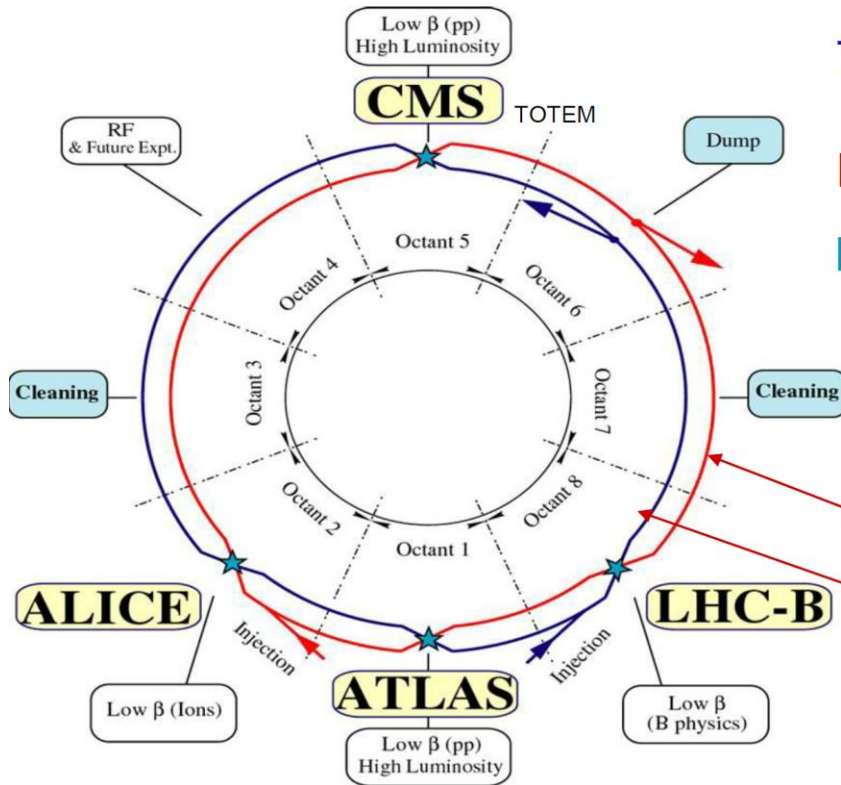 Low β (pp)
High Luminosity
CMS
TOTEM
RF
& Future Expt.
Dump
Octant 5
Octant 4
Octant 6
Cleaning
Octant 3
Octant 7
Cleaning
Octant 2
Octant 8
Octant 1
ALICE
LHC-B
Injection
Injection
ATLAS
Low β (Ions)
Low β
(B physics)
Low β (pp)
High Luminosity